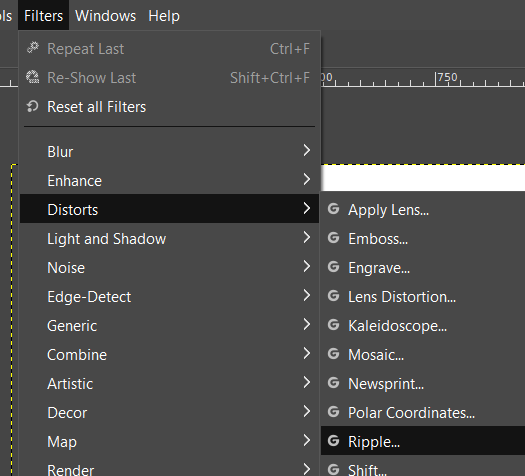 Filters Windows Help
Repeat Last Ctrl+F
Re-Show Last Shift+Ctrl+F
Reset all Filters
750
Blur
Enhance
Distorts
Light and Shadow
Noise
Edge-Detect
Generic
Combine
Artistic
Decor
Map
Render
Apply Lens...
Emboss...
Engrave...
Lens Distortion...
Kaleidoscope...
Mosaic...
Newsprint...
Polar Coordinates...
Ripple...
Shift...